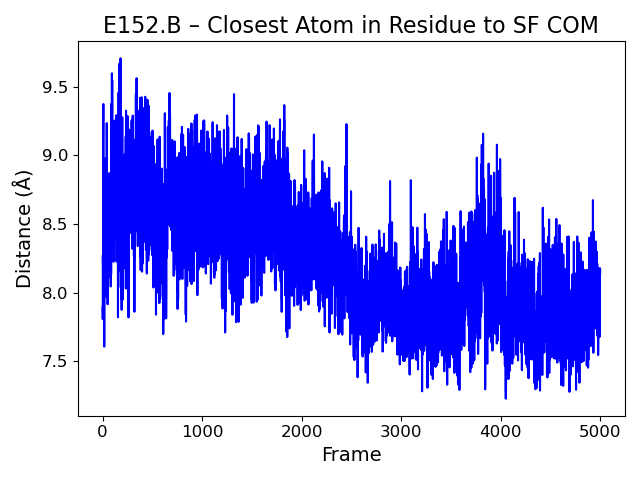 E152.B – Closest Atom in Residue to SF COM
Distance (Å)
9.5
9.0
8.5
8.0
7.5
0 1000 2000 3000 4000 5000
Frame